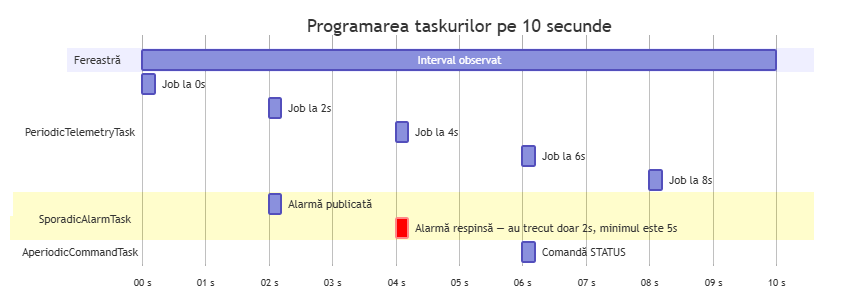 Programarea taskurilor pe 10 secunde
Fereastră
Interval observat
Job la 0s
Job la 2s
PeriodicTelemetryTask
Job la 4s
Job la 6s
Job la 8s
Alarmă publicată
SporadicAlarmTask
Alarmă respinsă — au trecut doar 2s, minimul este 5s
AperiodicCommandTask
Comandă STATUS
00 s 01 s 02 s 03 s 04 s 05 s 06 s 07 s 08 s 09 s 10 s